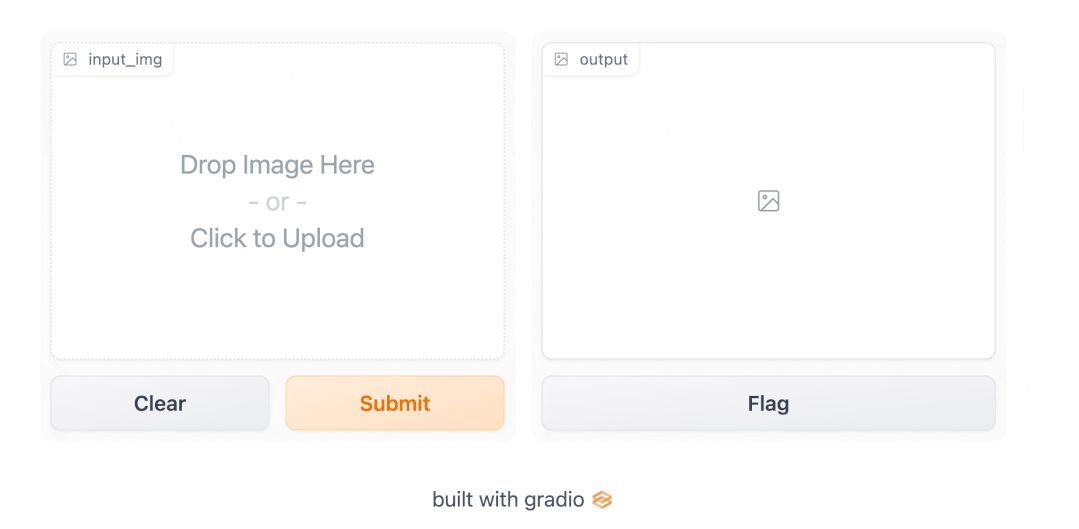 input_img
Drop Image Here
- or -
Click to Upload
Clear
Submit
output
Flag
built with gradio